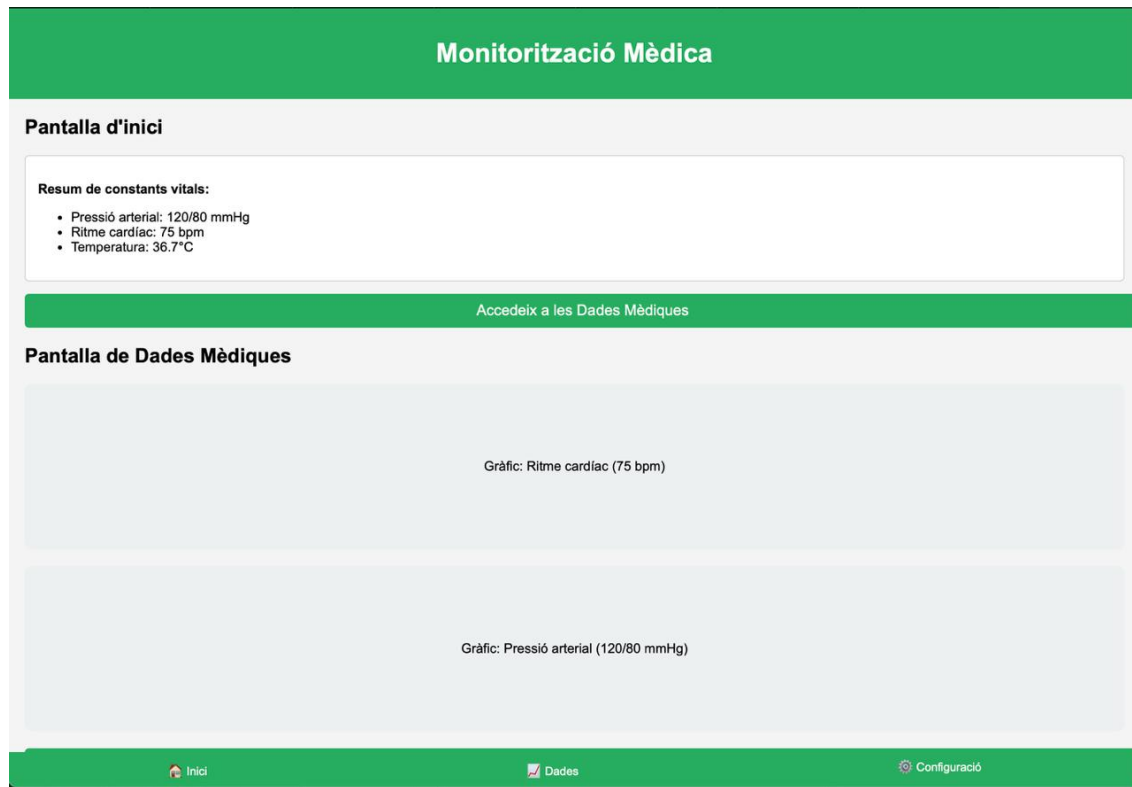 Monitorització Mèdica
Pantalla d'inici
Resum de constants vitals:
• Pressió arterial: 120/80 mmHg
• Ritme cardíac: 75 bpm
• Temperatura: 36.7°C
Accedeix a les Dades Mèdiques
Pantalla de Dades Mèdiques
Gràfic: Ritme cardíac (75 bpm)
Gràfic: Pressió arterial (120/80 mmHg)
🏠 Inici 📈 Dades ⚙️ Configuració